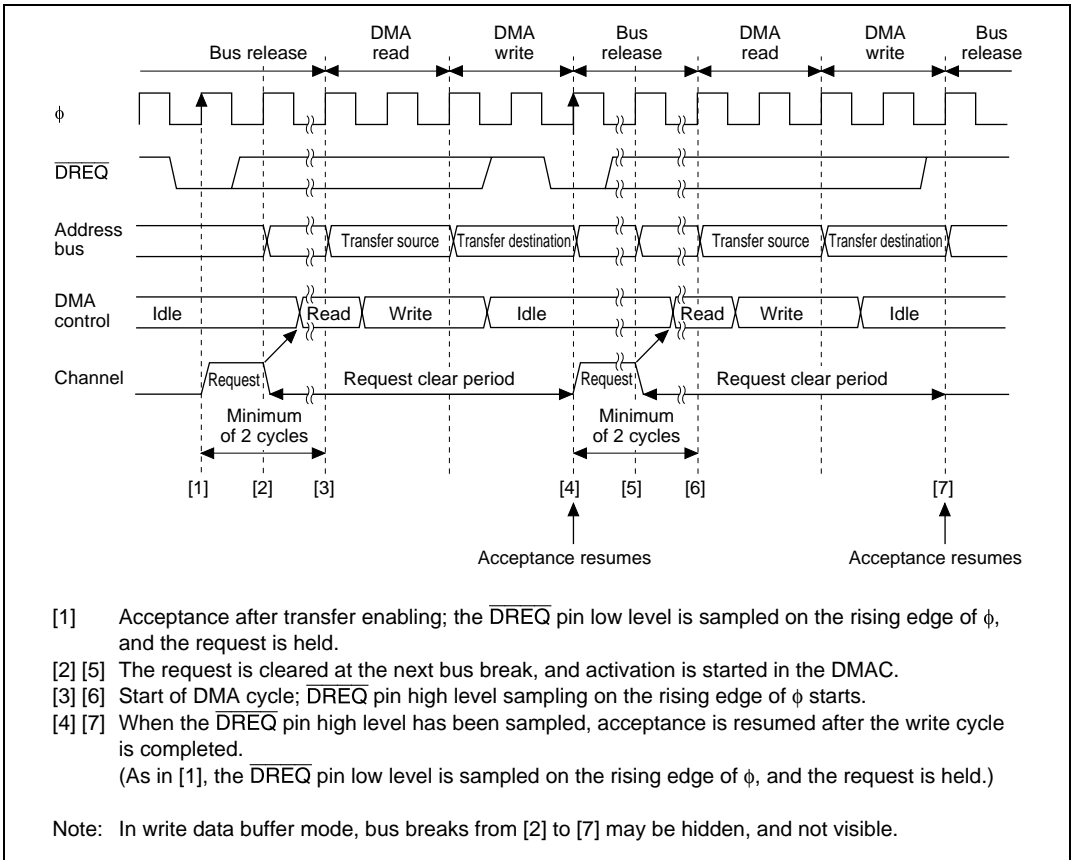 Bus release DMA read DMA write Bus release DMA read DMA write Bus release
φ
DREQ
Address bus Transfer source Transfer destination Transfer source Transfer destination
DMA control Idle Read Write Idle Read Write Idle
Channel Request Request clear period Request Request clear period
Minimum of 2 cycles Minimum of 2 cycles
[1] [2] [3] [4] [5] [6] [7]
Acceptance resumes Acceptance resumes
[1] Acceptance after transfer enabling; the DREQ pin low level is sampled on the rising edge of φ,
and the request is held.
[2] [5] The request is cleared at the next bus break, and activation is started in the DMAC.
[3] [6] Start of DMA cycle; DREQ pin high level sampling on the rising edge of φ starts.
[4] [7] When the DREQ pin high level has been sampled, acceptance is resumed after the write cycle
is completed.
(As in [1], the DREQ pin low level is sampled on the rising edge of φ, and the request is held.)
Note: In write data buffer mode, bus breaks from [2] to [7] may be hidden, and not visible.